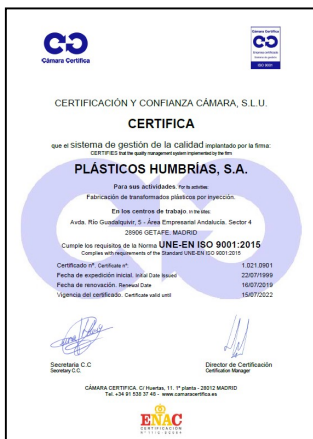 Cámara Certifica
Cámara Certifica
ISO 9001
CERTIFICACIÓN Y CONFIANZA CÁMARA, S.L.U.
CERTIFICA
que el sistema de gestión de la calidad implantado por la firma:
CERTIFIES that the quality management system implemented by the firm
PLÁSTICOS HUMBRÍAS, S.A.
Para sus actividades. For its activities:
Fabricación de transformados plásticos por inyección.
En los centros de trabajo. In the sites:
Avda. Río Guadalquivir, 5 - Área Empresarial Andalucía. Sector 4
28906 GETAFE. MADRID
Cumple los requisitos de la Norma UNE-EN ISO 9001:2015
Complies with requirements of the Standard UNE-EN ISO 9001:2015
Certificado nº. Certificate nº: 1.021.0901
Fecha de expedición inicial. Initial Date Issued 22/07/1999
Fecha de renovación. Renewal Date 16/07/2019
Vigencia del certificado. Certificate valid until 15/07/2022
Secretaria C.C Director de Certificación
Secretary C.C. Certification Manager
CÁMARA CERTIFICA. C/ Huertas, 11. 1ª planta - 28012 MADRID
Tel. +34 91 538 37 48 - www.camaracertifica.es
ENAC
CERTIFICACIÓN